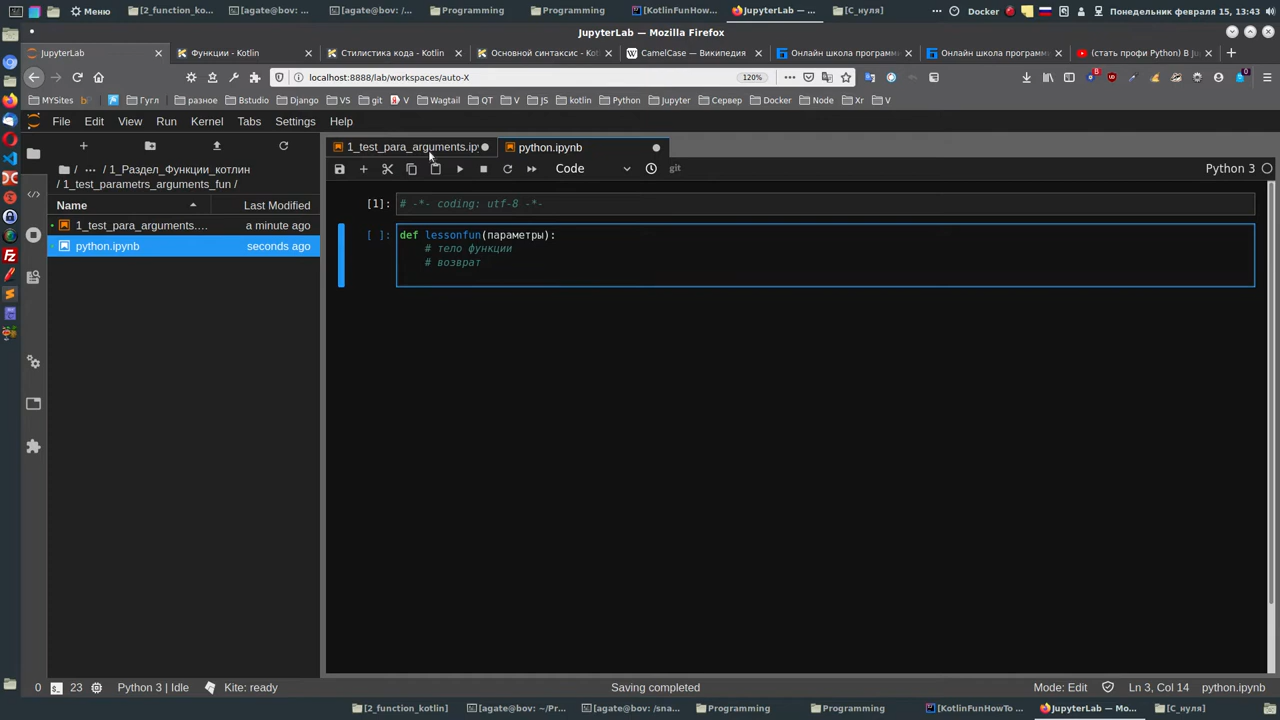 Меню
[2_function_ko...
[agate@bov: ~/...
[agate@bov: /...
Programming
Programming
[KotlinFunHow...
JupyterLab — ...
[С_нуля]
Docker
Понедельник февраля 15, 13:43
JupyterLab — Mozilla Firefox
JupyterLab
Функции - Kotlin
Стилистика кода - Kotlin
Основной синтаксис - Kotl
CamelCase — Википедия
Онлайн школа программ
Онлайн школа программ
(стать профи Python) В Ju
localhost:8888/lab/workspaces/auto-X
120%
MYSites
Гугл
разное
Bstudio
Django
VS
git
V
Wagtail
QT
V
JS
kotlin
Python
Jupyter
Сервер
Docker
Node
Xr
V
File Edit View Run Kernel Tabs Settings Help
/ ··· / 1_Раздел_Функции_котлин
/ 1_test_parametrs_arguments_fun /
Name Last Modified
1_test_para_arguments.... a minute ago
python.ipynb seconds ago
1_test_para_arguments.ipy
python.ipynb
Code
git
Python 3
[1]: # -*- coding: utf-8 -*-
[ ]: def lessonfun(параметры):
# тело функции
# возврат
0 23 Python 3 | Idle Kite: ready Saving completed Mode: Edit Ln 3, Col 14 python.ipynb
[2_function_kotlin]
[agate@bov: ~/Pr...
[agate@bov: /sna...
Programming
Programming
[KotlinFunHowTo ...
JupyterLab — Mo...
[С_нуля]